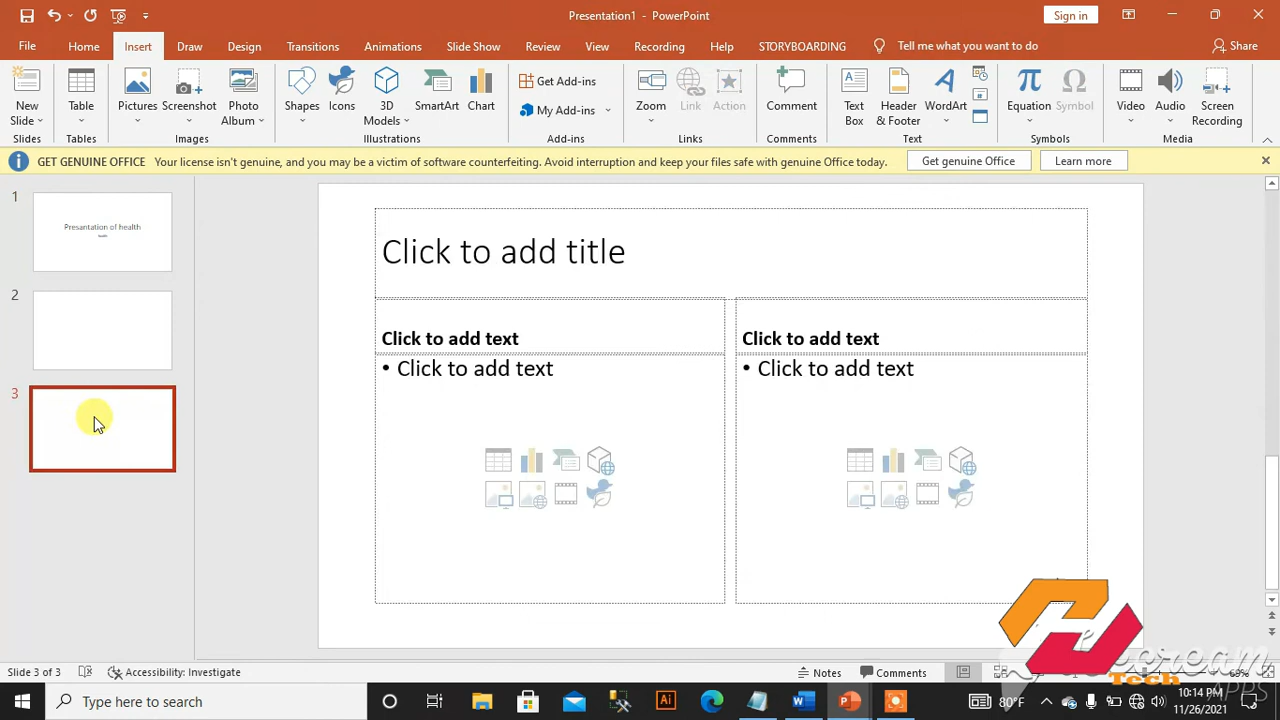 Presentation1 - PowerPoint
Sign in
File Home Insert Draw Design Transitions Animations Slide Show Review View Recording Help STORYBOARDING Tell me what you want to do Share
New Slide
Table
Pictures
Screenshot
Photo Album
Shapes
Icons
3D Models
SmartArt
Chart
Get Add-ins
My Add-ins
Zoom
Link
Action
Comment
Text Box
Header & Footer
WordArt
Equation
Symbol
Video
Audio
Screen Recording
Slides Tables Images Illustrations Add-ins Links Comments Text Symbols Media
GET GENUINE OFFICE Your license isn't genuine, and you may be a victim of software counterfeiting. Avoid interruption and keep your files safe with genuine Office today. Get genuine Office Learn more
1
Presantation of health
2
3
Click to add title
Click to add text
• Click to add text
Click to add text
• Click to add text
Tech
Slide 3 of 3 Accessibility: Investigate Notes Comments
Type here to search
80°F
10:14 PM
11/26/2021